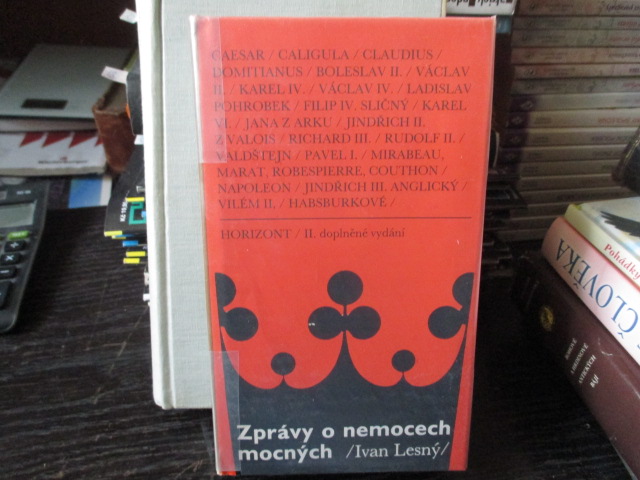 CAESAR / CALIGULA / CLAUDIUS /
DOMITIANUS / BOLESLAV II. / VÁCLAV
II. / KAREL IV. / VÁCLAV IV. / LADISLAV
POHROBEK / FILIP IV. SLIČNÝ / KAREL
VI. / JANA Z ARKU / JINDŘICH II.
Z VALOIS / RICHARD III. / RUDOLF II. /
VALDŠTEJN / PAVEL I. / MIRABEAU,
MARAT, ROBESPIERRE, COUTHON /
NAPOLEON / JINDŘICH III. ANGLICKÝ /
VILÉM II. / HABSBURKOVÉ /
HORIZONT / II. doplněné vydání
Zprávy o nemocech
mocných /Ivan Lesný/
Pohádky
ČLOVĚKA
BÁJÍ